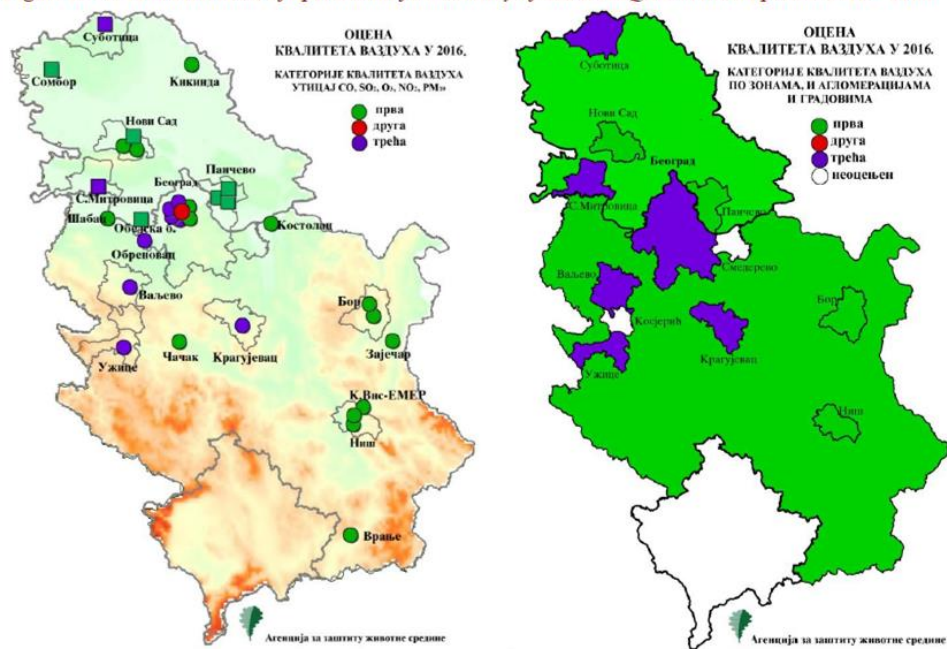 ОЦЕНА
КВАЛИТЕТА ВАЗДУХА У 2016.
КАТЕГОРИЈЕ КВАЛИТЕТА ВАЗДУХА
УТИЦАЈ CO, SO₂, O₃, NO₂, PM₁₀
прва
друга
трећа
Суботица
Сомбор
Кикинда
Нови Сад
Панчево
Београд
С.Митровица
Шабац
Обедска б.
Костолац
Обреновац
Ваљево
Бор
Ужице
Чачак
Крагујевац
Зајечар
К.Вис-ЕМЕР
Ниш
Врање
Агенција за заштиту животне средине
ОЦЕНА
КВАЛИТЕТА ВАЗДУХА У 2016.
КАТЕГОРИЈЕ КВАЛИТЕТА ВАЗДУХА
ПО ЗОНАМА, И АГЛОМЕРАЦИЈАМА
И ГРАДОВИМА
прва
друга
трећа
неоцењен
Суботица
Нови Сад
Београд
С.Митровица
Панчево
Смедерево
Ваљево
Косјерић
Бор
Ужице
Крагујевац
Ниш
Агенција за заштиту животне средине